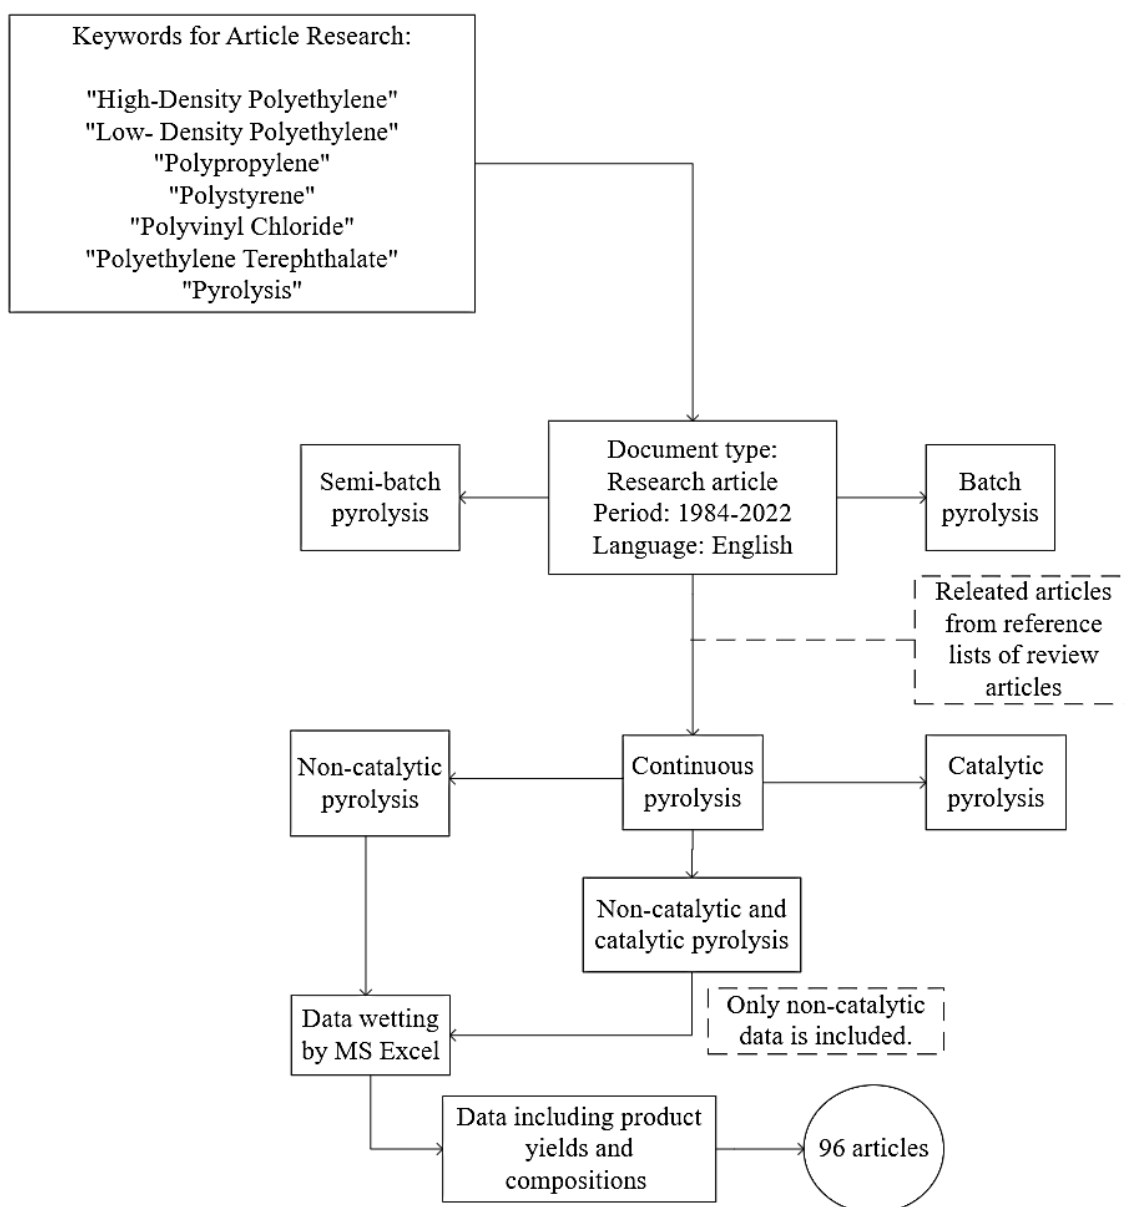 Keywords for Article Research:
"High-Density Polyethylene"
"Low- Density Polyethylene"
"Polypropylene"
"Polystyrene"
"Polyvinyl Chloride"
"Polyethylene Terephthalate"
"Pyrolysis"
Document type:
Research article
Period: 1984-2022
Language: English
Semi-batch
pyrolysis
Batch
pyrolysis
Releated articles
from reference
lists of review
articles
Non-catalytic
pyrolysis
Continuous
pyrolysis
Catalytic
pyrolysis
Non-catalytic and
catalytic pyrolysis
Only non-catalytic
data is included.
Data wetting
by MS Excel
Data including product
yields and
compositions
96 articles